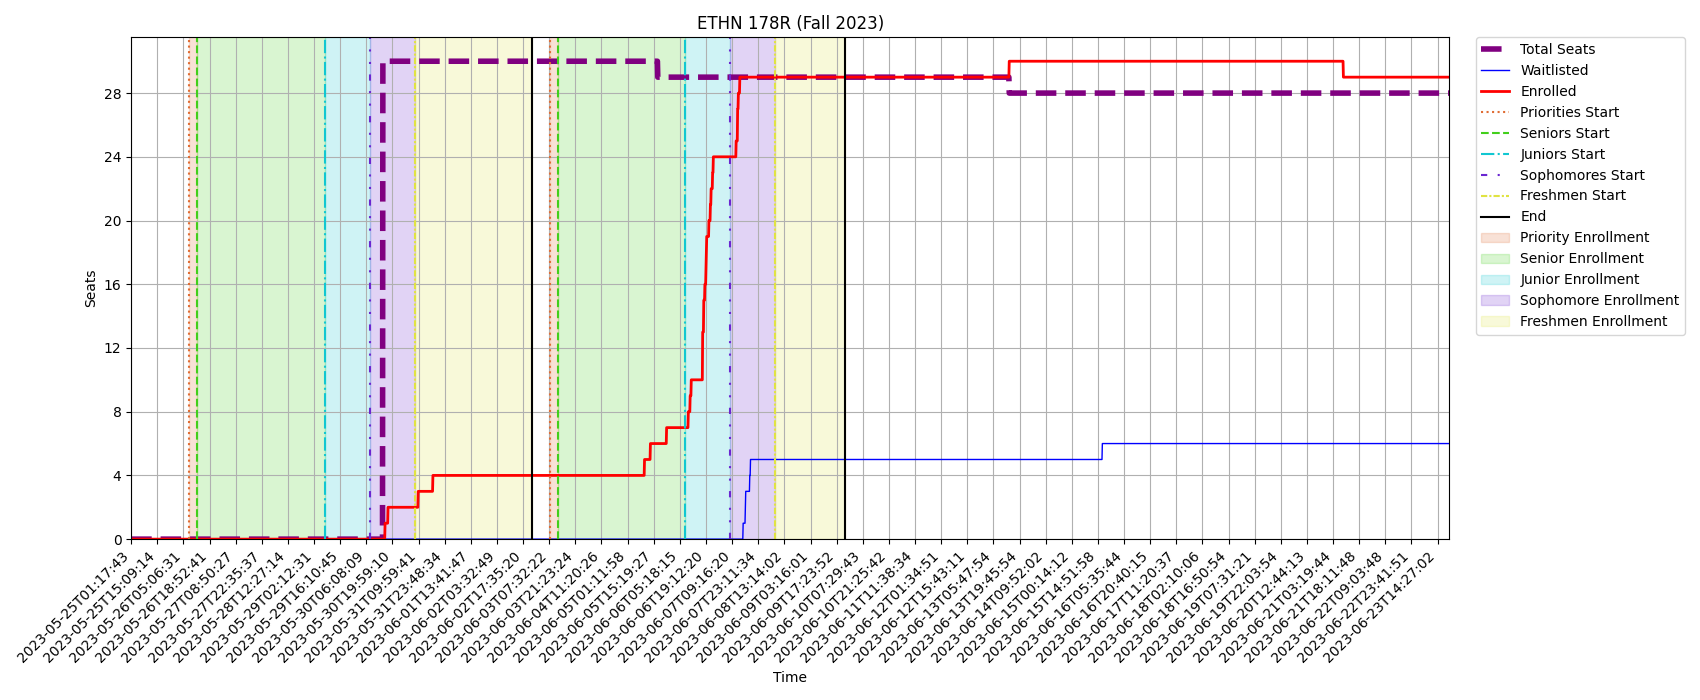 ETHN 178R (Fall 2023)
Seats
28
24
20
16
12
8
4
0
2023-05-25T01:17:43
2023-05-25T15:09:14
2023-05-26T05:06:31
2023-05-26T18:52:41
2023-05-27T08:50:27
2023-05-27T22:35:37
2023-05-28T12:27:14
2023-05-29T02:12:31
2023-05-29T16:10:45
2023-05-30T06:08:09
2023-05-30T19:59:10
2023-05-31T09:59:41
2023-05-31T23:48:34
2023-06-01T13:41:47
2023-06-02T03:32:49
2023-06-02T17:35:20
2023-06-03T07:32:22
2023-06-03T21:23:24
2023-06-04T11:20:26
2023-06-05T01:11:58
2023-06-05T15:19:27
2023-06-06T05:18:15
2023-06-06T19:12:20
2023-06-07T09:16:20
2023-06-07T23:11:34
2023-06-08T13:14:02
2023-06-09T03:16:01
2023-06-09T17:23:52
2023-06-10T07:29:43
2023-06-10T21:25:42
2023-06-11T11:38:34
2023-06-12T01:34:51
2023-06-12T15:43:11
2023-06-13T05:47:54
2023-06-13T19:45:54
2023-06-14T09:52:02
2023-06-15T00:14:12
2023-06-15T14:51:58
2023-06-16T05:35:44
2023-06-16T20:40:15
2023-06-17T11:20:37
2023-06-18T02:10:06
2023-06-18T16:50:54
2023-06-19T07:31:21
2023-06-19T22:03:54
2023-06-20T12:44:13
2023-06-21T03:19:44
2023-06-21T18:11:48
2023-06-22T09:03:48
2023-06-22T23:41:51
2023-06-23T14:27:02
Time
Total Seats
Waitlisted
Enrolled
Priorities Start
Seniors Start
Juniors Start
Sophomores Start
Freshmen Start
End
Priority Enrollment
Senior Enrollment
Junior Enrollment
Sophomore Enrollment
Freshmen Enrollment